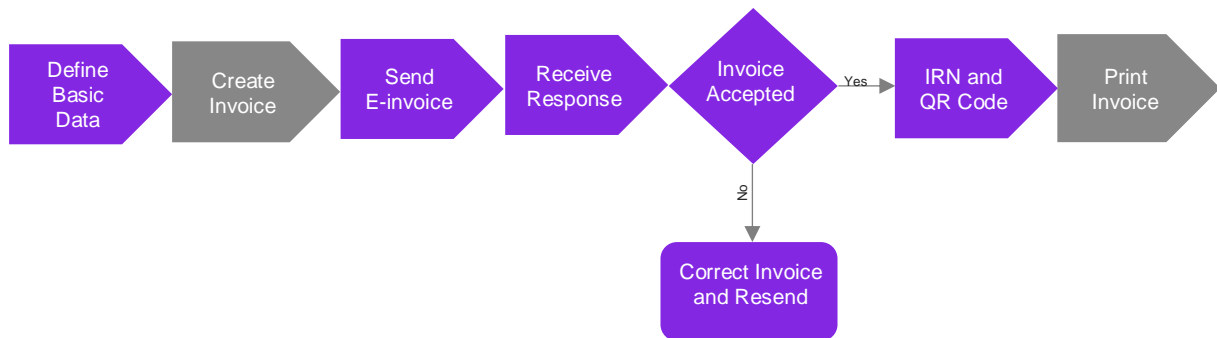 Define
Basic
Data
Create
Invoice
Send
E-invoice
Receive
Response
Invoice
Accepted
Yes
IRN and
QR Code
Print
Invoice
No
Correct Invoice
and Resend